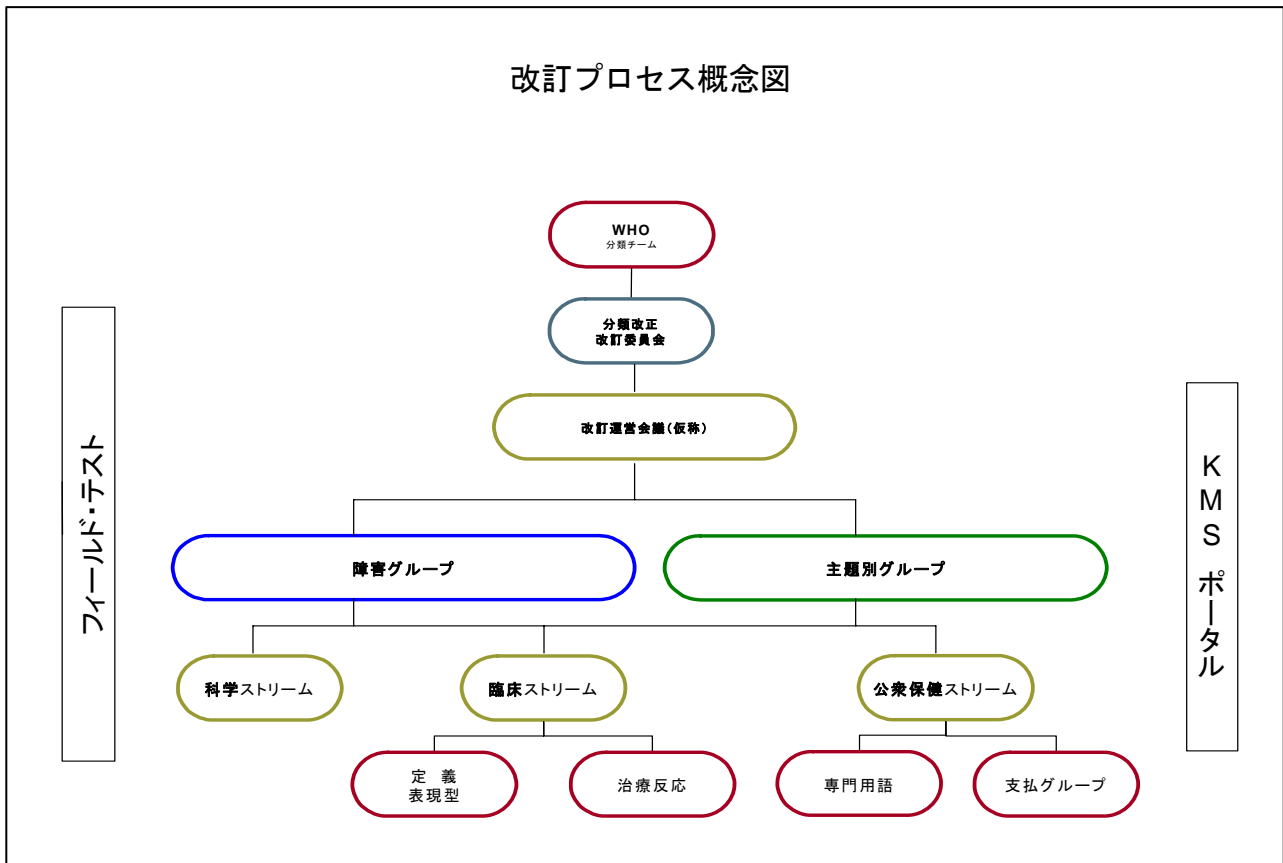 改訂プロセス概念図
WHO
分類チーム
分類改正
改訂委員会
改訂運営会議(仮称)
フィールド・テスト
KMS ポータル
障害グループ
主題別グループ
科学ストリーム
臨床ストリーム
公衆保健ストリーム
定 義
表現型
治療反応
専門用語
支払グループ